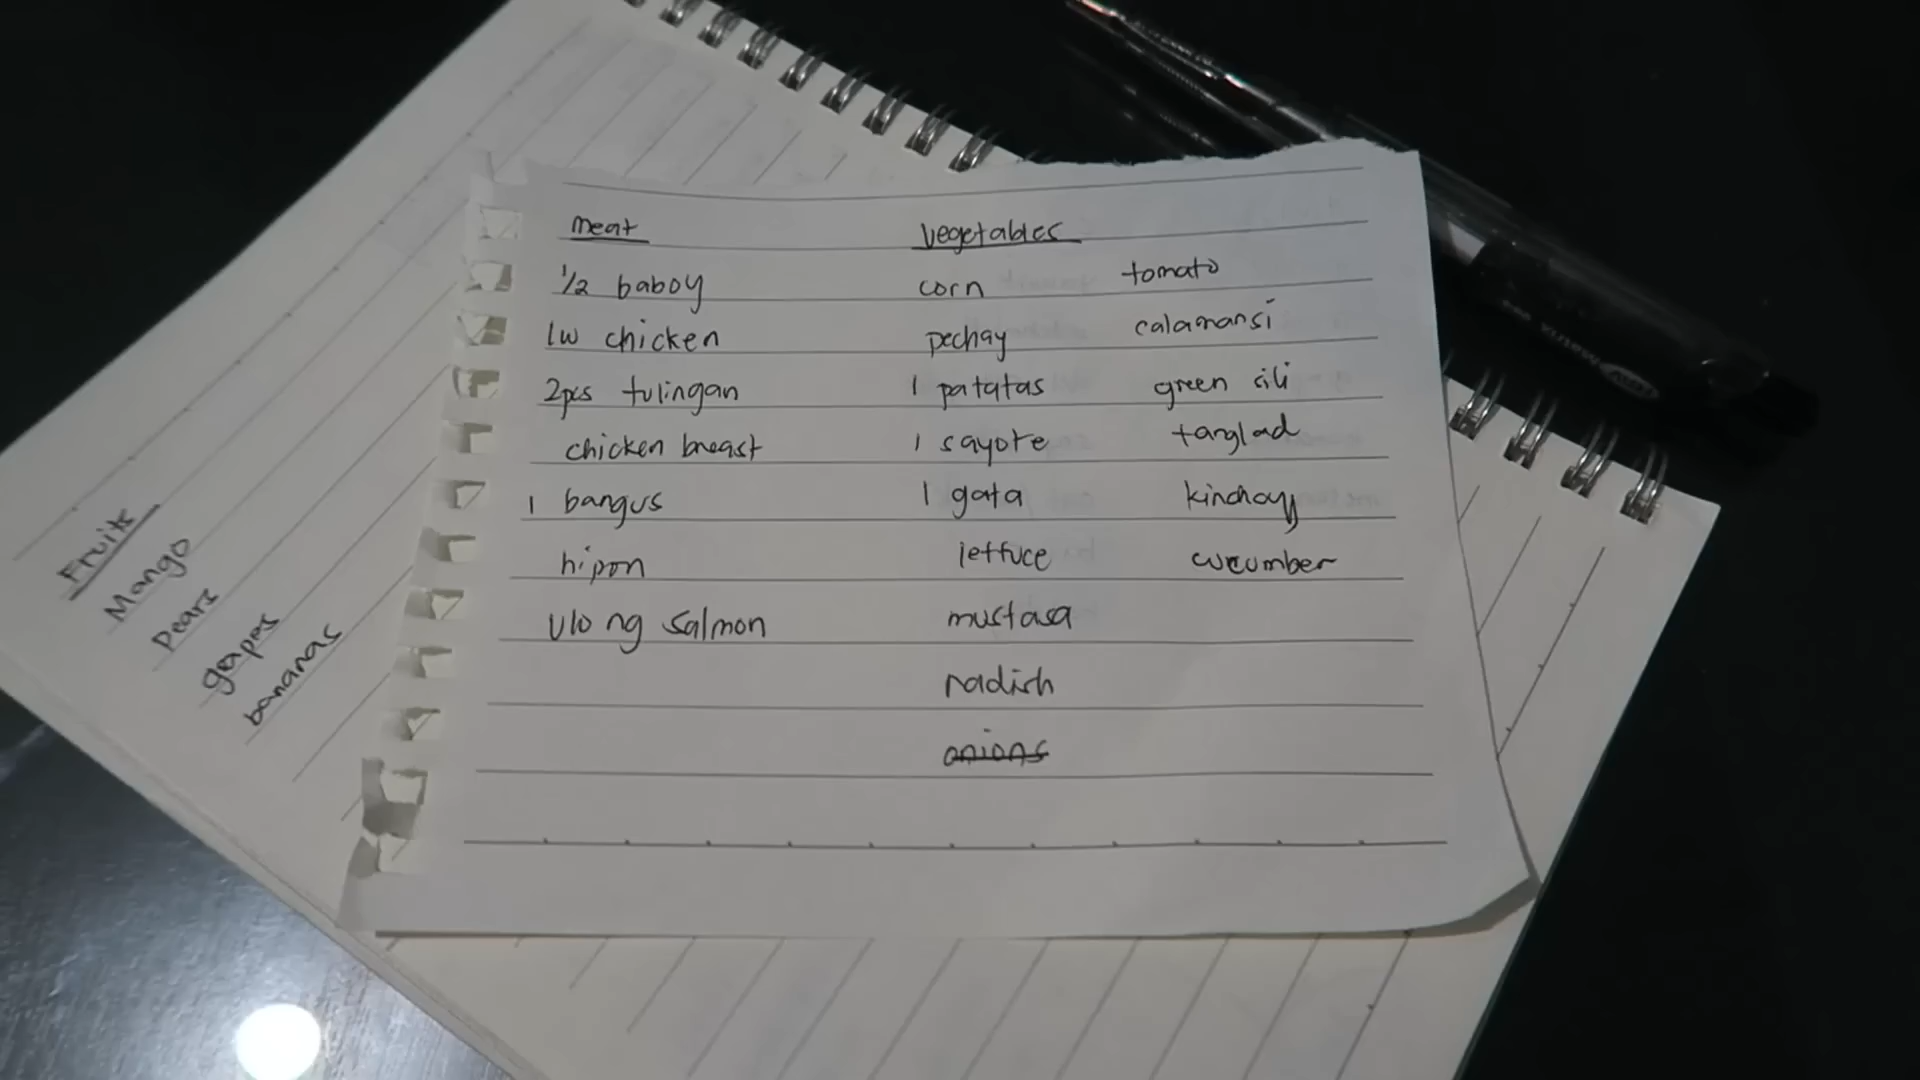 meat
1/2 baboy
1w chicken
2pcs tulingan
chicken breast
1 bangus
hipon
ulo ng salmon
vegetables
corn
pechay
1 patatas
1 sayote
1 gata
lettuce
mustasa
radish
onions
tomato
calamansi
green sili
tanglad
kinchay
cucumber
Fruits
Mango
Pears
gapes
bananas